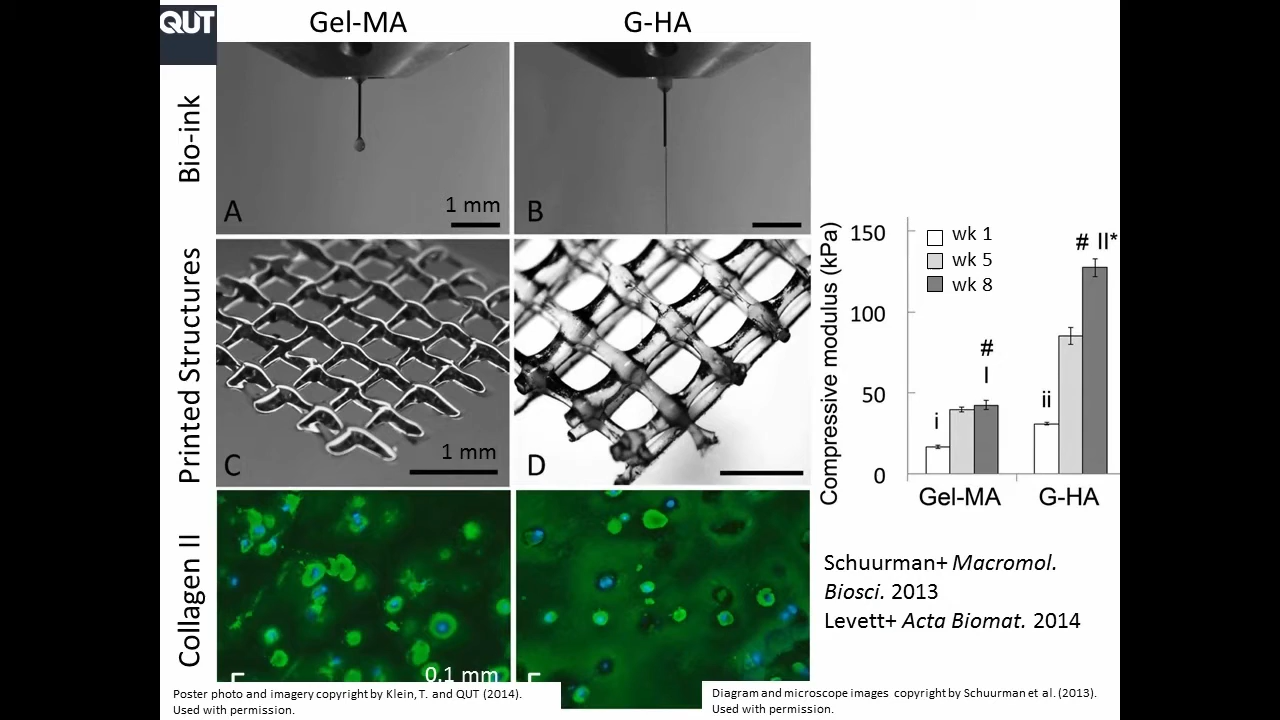 QUT
Gel-MA
G-HA
Bio-ink
A
1 mm
B
Printed Structures
C
1 mm
D
Collagen II
0.1 mm
Compressive modulus (kPa)
150
100
50
0
wk 1
wk 5
wk 8
i
#
I
ii
# II*
Gel-MA
G-HA
Schuurman+ Macromol.
Biosci. 2013
Levett+ Acta Biomat. 2014
Poster photo and imagery copyright by Klein, T. and QUT (2014).
Used with permission.
Diagram and microscope images copyright by Schuurman et al. (2013).
Used with permission.